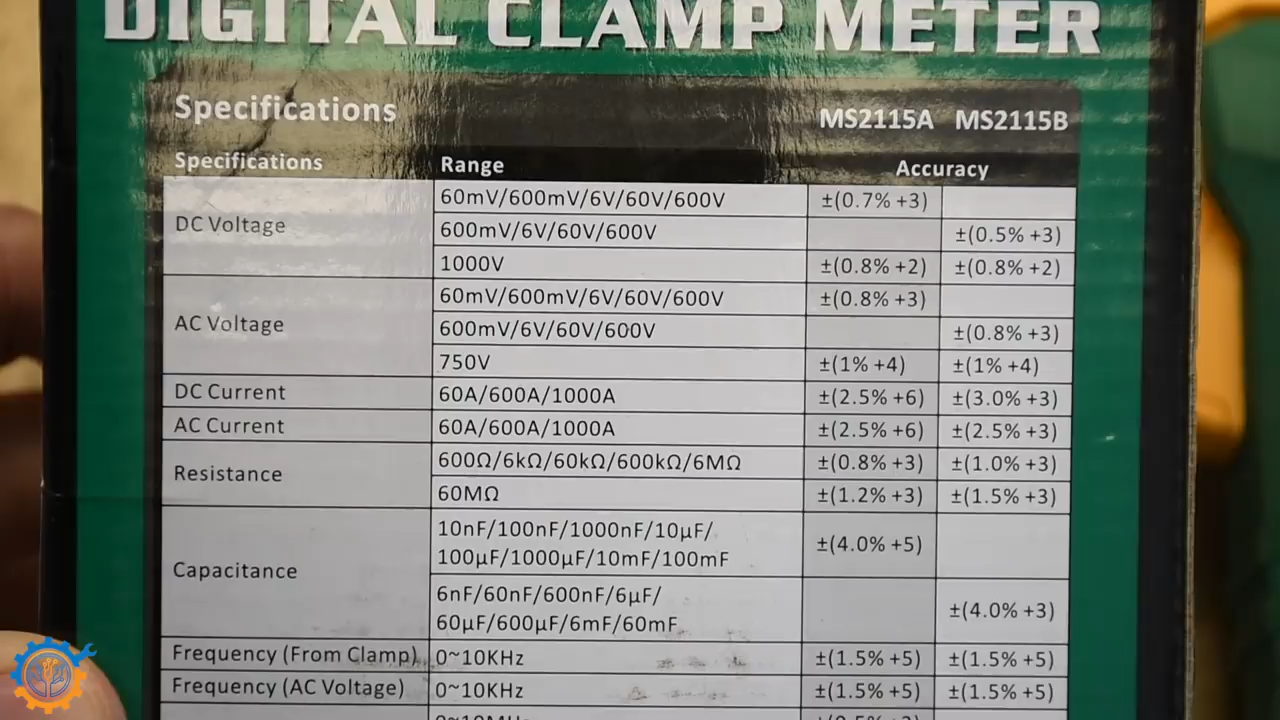 DIGITAL CLAMP METER
Specifications MS2115A MS2115B
Specifications Range Accuracy
DC Voltage
60mV/600mV/6V/60V/600V ±(0.7% +3)
600mV/6V/60V/600V ±(0.5% +3)
1000V ±(0.8% +2) ±(0.8% +2)
AC Voltage
60mV/600mV/6V/60V/600V ±(0.8% +3)
600mV/6V/60V/600V ±(0.8% +3)
750V ±(1% +4) ±(1% +4)
DC Current 60A/600A/1000A ±(2.5% +6) ±(3.0% +3)
AC Current 60A/600A/1000A ±(2.5% +6) ±(2.5% +3)
Resistance
600Ω/6kΩ/60kΩ/600kΩ/6MΩ ±(0.8% +3) ±(1.0% +3)
60MΩ ±(1.2% +3) ±(1.5% +3)
Capacitance
10nF/100nF/1000nF/10µF/
100µF/1000µF/10mF/100mF ±(4.0% +5)
6nF/60nF/600nF/6µF/
60µF/600µF/6mF/60mF ±(4.0% +3)
Frequency (From Clamp) 0~10KHz ±(1.5% +5) ±(1.5% +5)
Frequency (AC Voltage) 0~10KHz ±(1.5% +5) ±(1.5% +5)